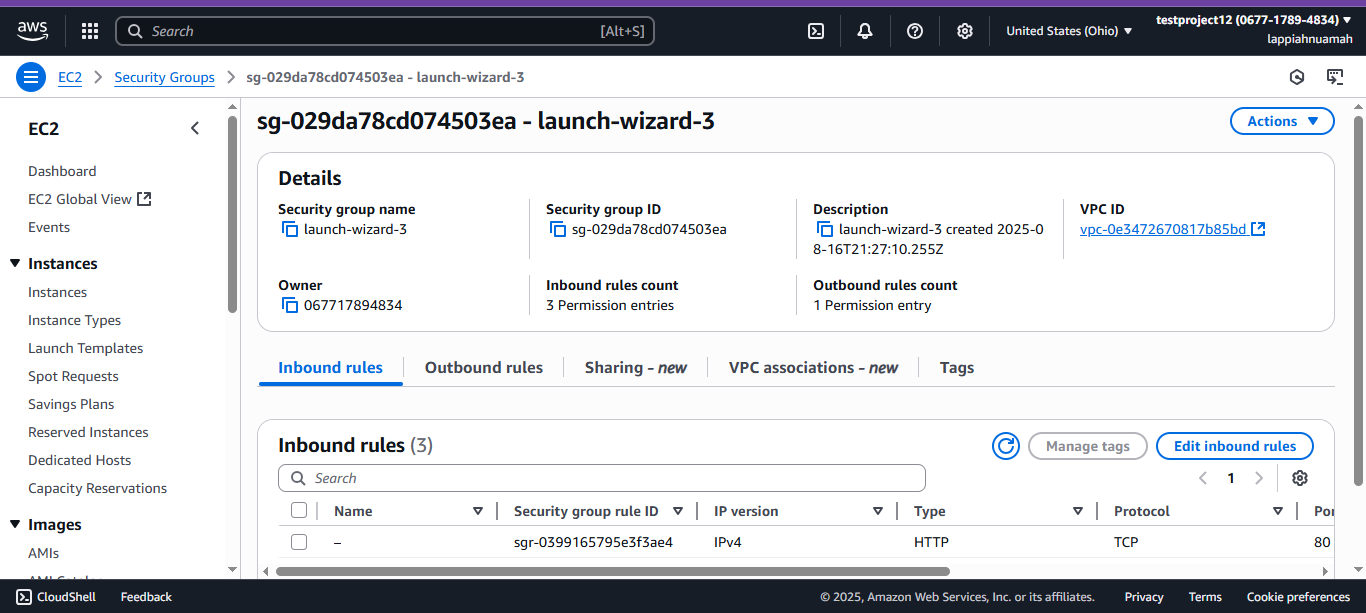 aws
Search [Alt+S]
United States (Ohio)
testproject12 (0677-1789-4834)
lappiahnuamah
EC2 Security Groups sg-029da78cd074503ea - launch-wizard-3
EC2
Dashboard
EC2 Global View
Events
Instances
Instances
Instance Types
Launch Templates
Spot Requests
Savings Plans
Reserved Instances
Dedicated Hosts
Capacity Reservations
Images
AMIs
sg-029da78cd074503ea - launch-wizard-3
Actions
Details
Security group name
launch-wizard-3
Security group ID
sg-029da78cd074503ea
Description
launch-wizard-3 created 2025-0
8-16T21:27:10.255Z
VPC ID
vpc-0e3472670817b85bd
Owner
067717894834
Inbound rules count
3 Permission entries
Outbound rules count
1 Permission entry
Inbound rules Outbound rules Sharing - new VPC associations - new Tags
Inbound rules (3)
Manage tags Edit inbound rules
Search
1
Name Security group rule ID IP version Type Protocol Por
– sgr-0399165795e3f3ae4 IPv4 HTTP TCP 80
CloudShell Feedback © 2025, Amazon Web Services, Inc. or its affiliates. Privacy Terms Cookie preferences